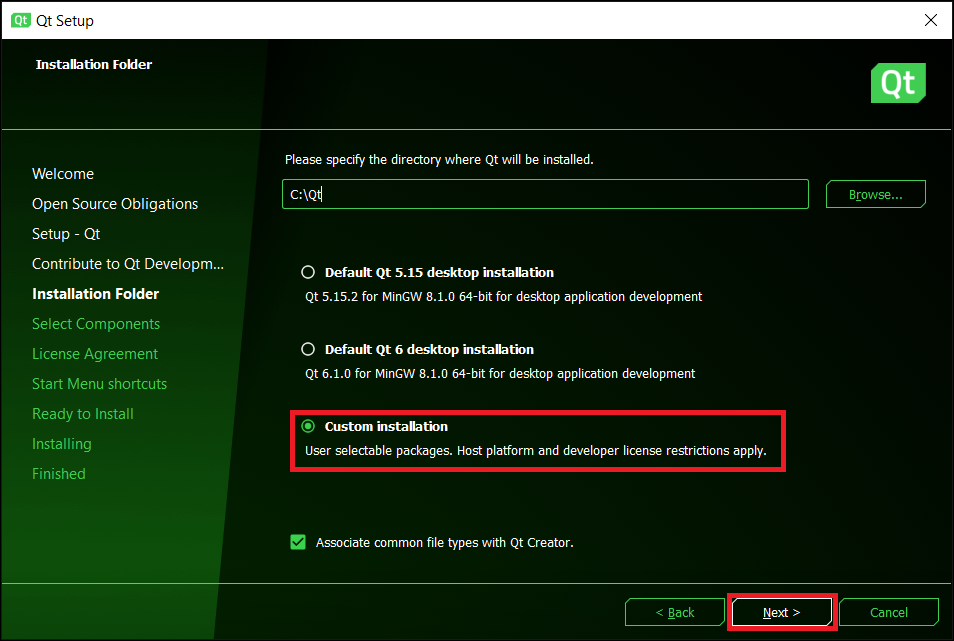 Qt Qt Setup
Installation Folder
Qt
Welcome
Open Source Obligations
Setup - Qt
Contribute to Qt Developm...
Installation Folder
Select Components
License Agreement
Start Menu shortcuts
Ready to Install
Installing
Finished
Please specify the directory where Qt will be installed.
C:\Qt
Browse...
Default Qt 5.15 desktop installation
Qt 5.15.2 for MinGW 8.1.0 64-bit for desktop application development
Default Qt 6 desktop installation
Qt 6.1.0 for MinGW 8.1.0 64-bit for desktop application development
Custom installation
User selectable packages. Host platform and developer license restrictions apply.
Associate common file types with Qt Creator.
< Back
Next >
Cancel